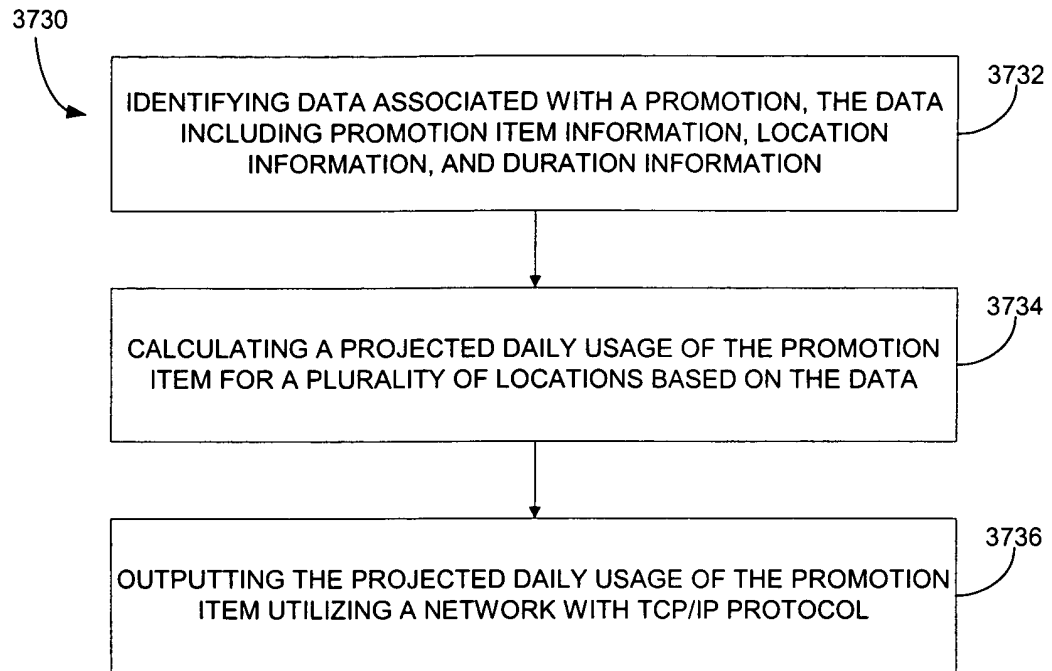 3730
3732
IDENTIFYING DATA ASSOCIATED WITH A PROMOTION, THE DATA
INCLUDING PROMOTION ITEM INFORMATION, LOCATION
INFORMATION, AND DURATION INFORMATION
3734
CALCULATING A PROJECTED DAILY USAGE OF THE PROMOTION
ITEM FOR A PLURALITY OF LOCATIONS BASED ON THE DATA
3736
OUTPUTTING THE PROJECTED DAILY USAGE OF THE PROMOTION
ITEM UTILIZING A NETWORK WITH TCP/IP PROTOCOL